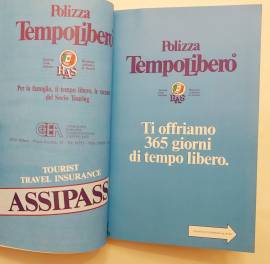 Polizza
TempoLibero
RAS
Per la famiglia, il tempo libero, le vacanze
del Socio Touring
GEA
TOURIST
TRAVEL INSURANCE
ASSIPASS
Polizza
TempoLibero
RAS
Ti offriamo
365 giorni
di tempo libero.